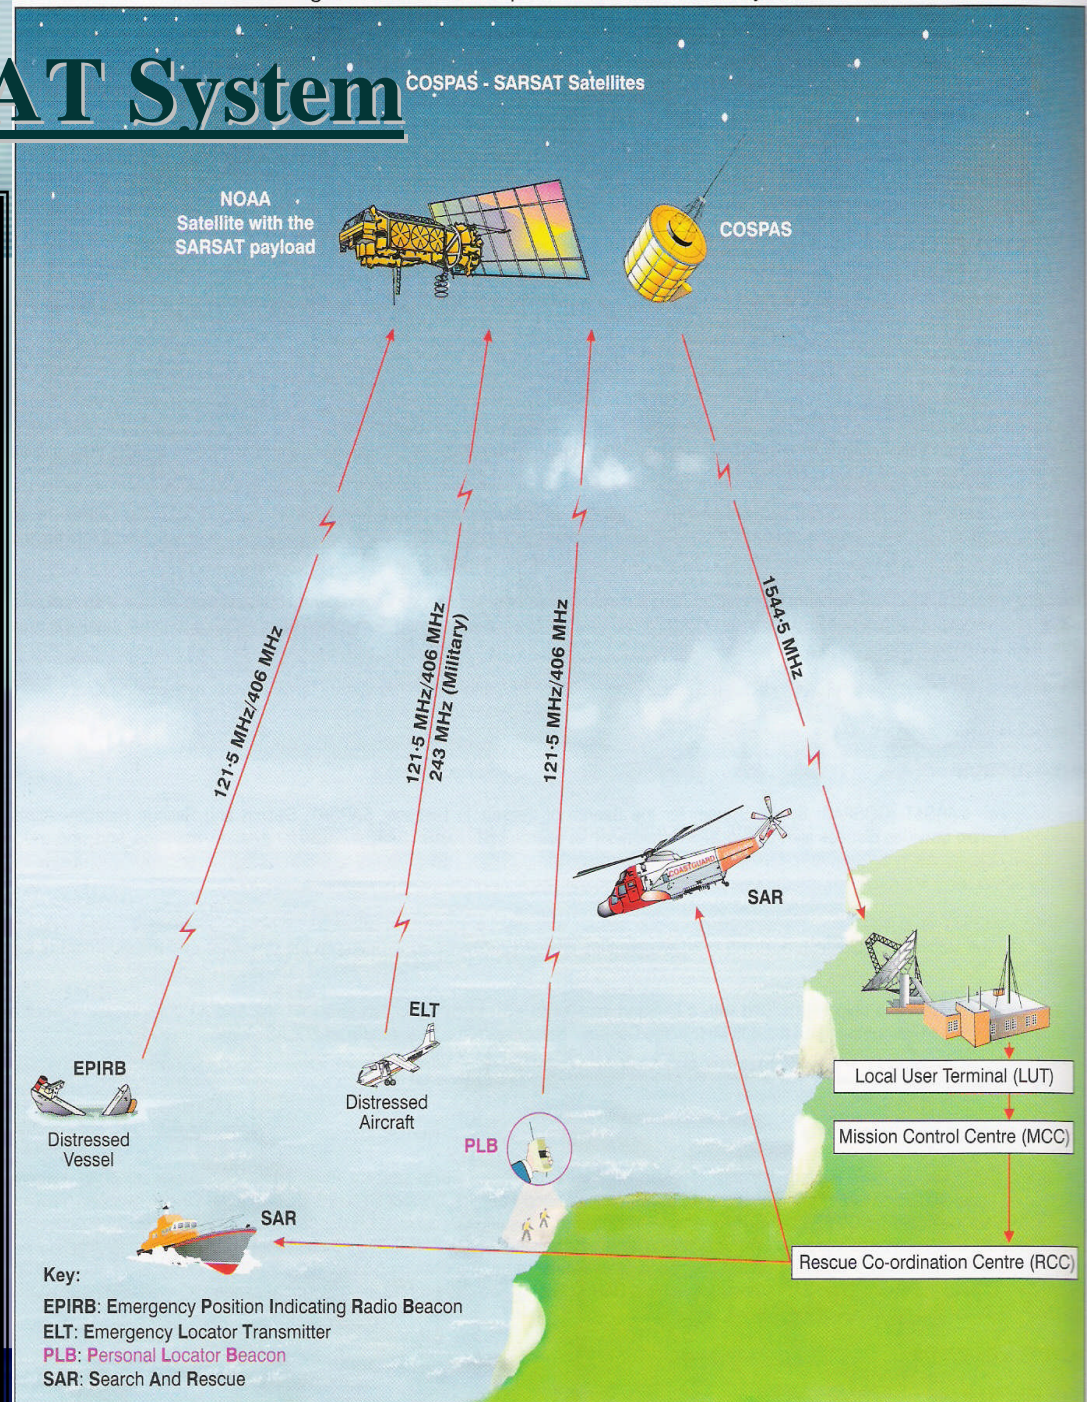 AT System
COSPAS - SARSAT Satellites
NOAA
Satellite with the
SARSAT payload
COSPAS
121·5 MHz/406 MHz
121·5 MHz/406 MHz
243 MHz (Military)
121·5 MHz/406 MHz
1544·5 MHz
COASTGUARD
SAR
ELT
EPIRB
Distressed
Vessel
Distressed
Aircraft
PLB
Local User Terminal (LUT)
Mission Control Centre (MCC)
SAR
Rescue Co-ordination Centre (RCC)
Key:
EPIRB: Emergency Position Indicating Radio Beacon
ELT: Emergency Locator Transmitter
PLB: Personal Locator Beacon
SAR: Search And Rescue